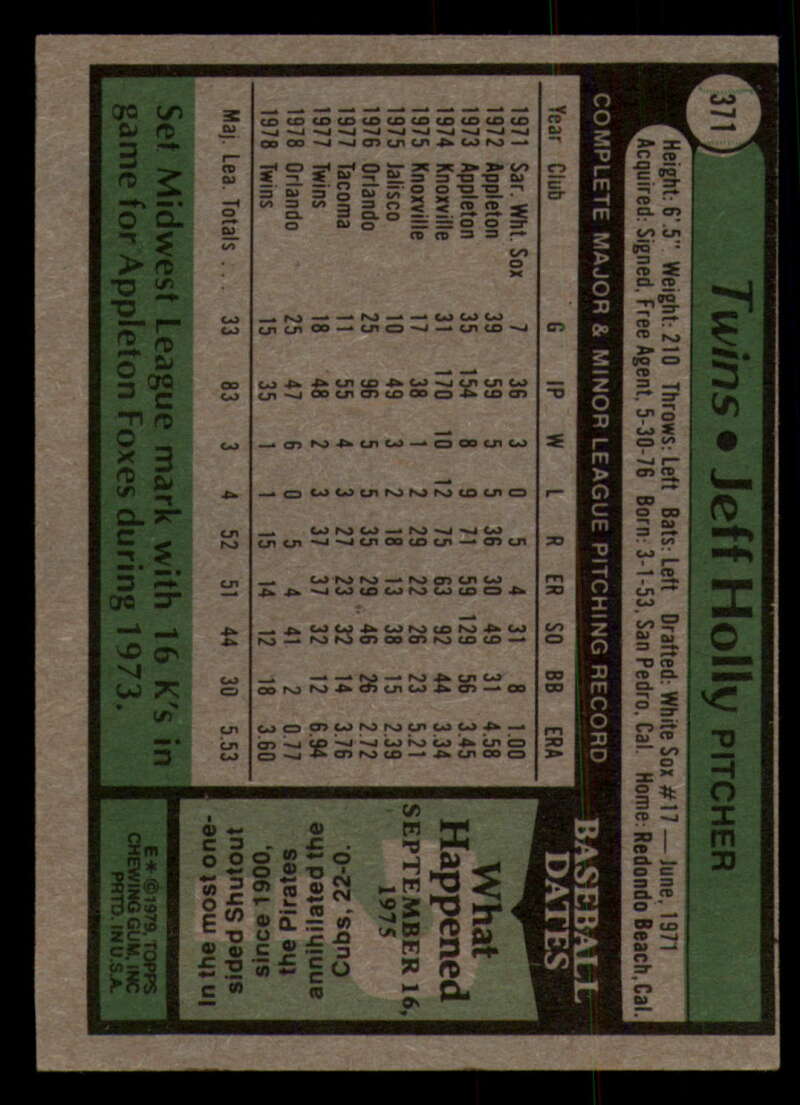 371
Twins • Jeff Holly PITCHER
Height: 6'.5" Weight: 210 Throws: Left Bats: Left Drafted: White Sox #17 — June, 1971
Acquired: Signed, Free Agent, 5-30-76 Born: 3-1-53, San Pedro, Cal. Home: Redondo Beach, Cal.
COMPLETE MAJOR & MINOR LEAGUE PITCHING RECORD
Year Club G IP W L R ER SO BB ERA
1971 Sar. Wht. Sox 7 36 3 0 5 4 31 8 1.00
1972 Appleton 39 59 5 5 36 30 49 31 4.58
1973 Appleton 35 154 8 9 71 59 129 56 3.45
1974 Knoxville 31 170 10 12 75 63 92 44 3.34
1975 Knoxville 17 38 1 2 29 22 26 23 5.21
1975 Jalisco 10 49 3 2 18 13 38 15 2.39
1976 Orlando 25 96 5 5 35 29 46 26 2.72
1977 Tacoma 11 55 4 3 27 23 32 14 3.76
1977 Twins 18 48 2 3 37 37 32 12 6.94
1978 Orlando 25 47 6 0 5 4 41 2 0.77
1978 Twins 15 35 1 1 15 14 12 18 3.60
Maj. Lea. Totals . . . 33 83 3 4 52 51 44 30 5.53
Set Midwest League mark with 16 K's in
game for Appleton Foxes during 1973.
BASEBALL
DATES
What
Happened
SEPTEMBER 16,
1975
In the most one-
sided Shutout
since 1900,
the Pirates
annihilated the
Cubs, 22-0.
E* © 1979, TOPPS
CHEWING GUM, INC
PRTD. IN U.S.A.